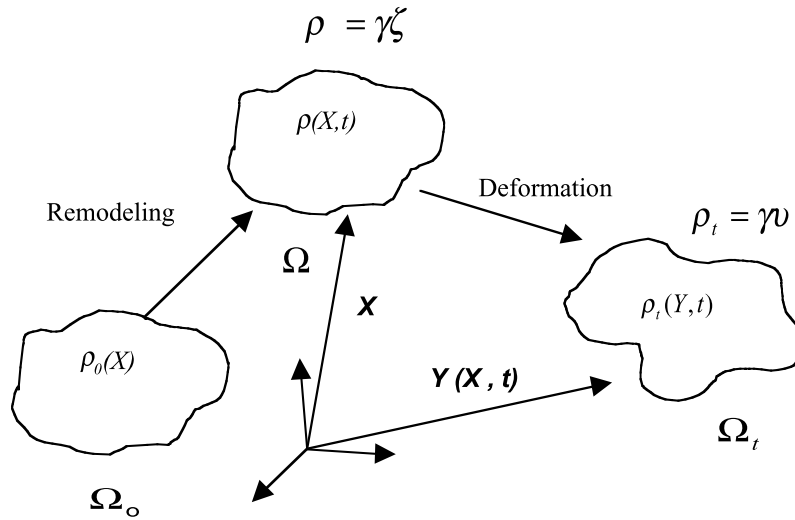 ρ = γζ
ρ(X,t)
Deformation
Remodeling
ρ_t = γυ
Ω
X
ρ_t(Y,t)
ρ_0(X)
Y (X , t)
Ω_t
Ω_o